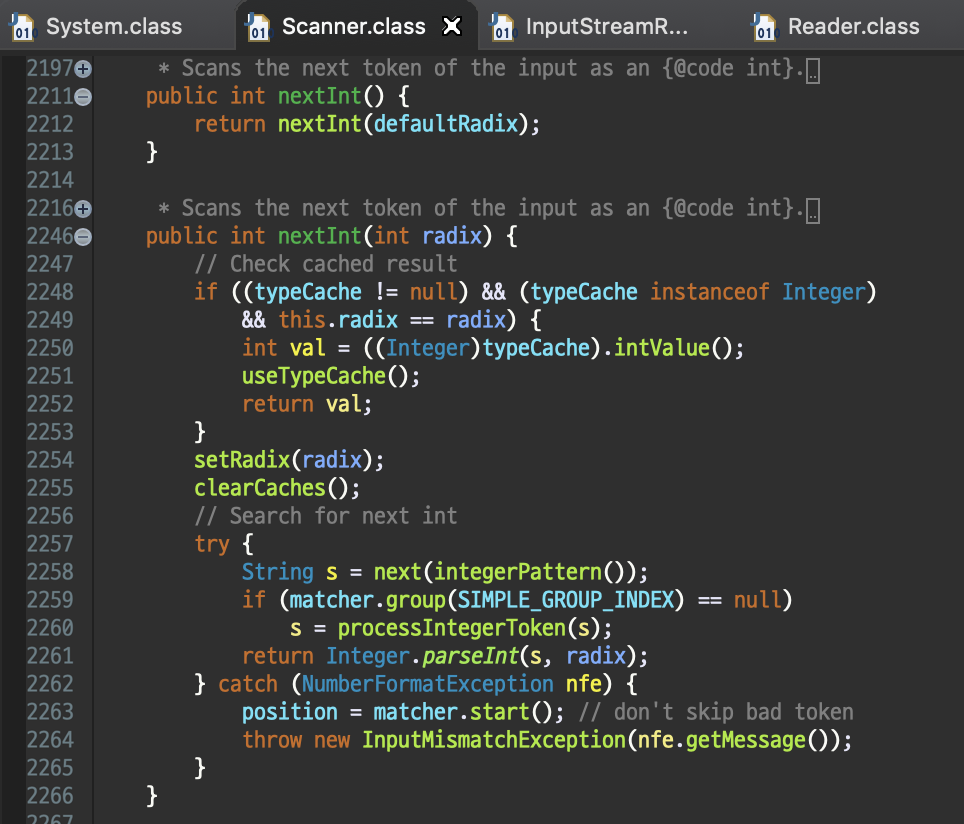 System.class Scanner.class InputStreamR... Reader.class
2197 * Scans the next token of the input as an {@code int}...
2211 public int nextInt() {
2212 return nextInt(defaultRadix);
2213 }
2214
2216 * Scans the next token of the input as an {@code int}...
2246 public int nextInt(int radix) {
2247 // Check cached result
2248 if ((typeCache != null) && (typeCache instanceof Integer)
2249 && this.radix == radix) {
2250 int val = ((Integer)typeCache).intValue();
2251 useTypeCache();
2252 return val;
2253 }
2254 setRadix(radix);
2255 clearCaches();
2256 // Search for next int
2257 try {
2258 String s = next(integerPattern());
2259 if (matcher.group(SIMPLE_GROUP_INDEX) == null)
2260 s = processIntegerToken(s);
2261 return Integer.parseInt(s, radix);
2262 } catch (NumberFormatException nfe) {
2263 position = matcher.start(); // don't skip bad token
2264 throw new InputMismatchException(nfe.getMessage());
2265 }
2266 }
2267